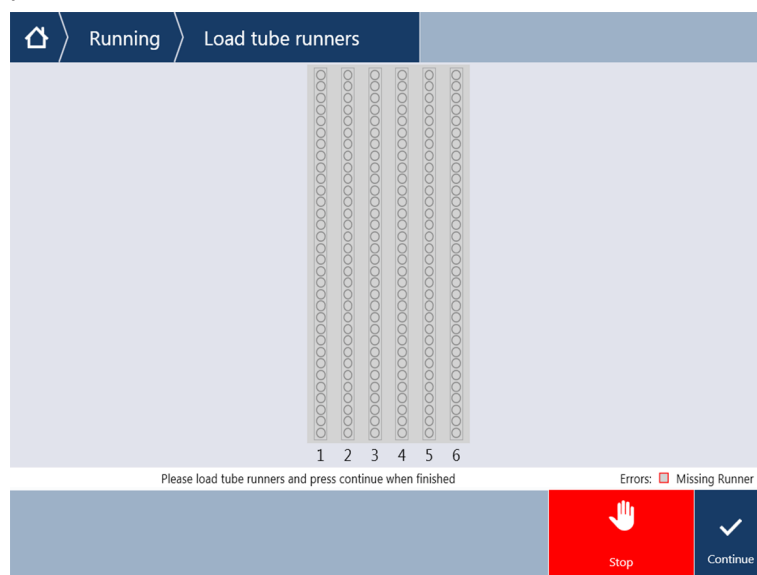 Running Load tube runners
1 2 3 4 5 6
Please load tube runners and press continue when finished Errors: Missing Runner
Stop Continue